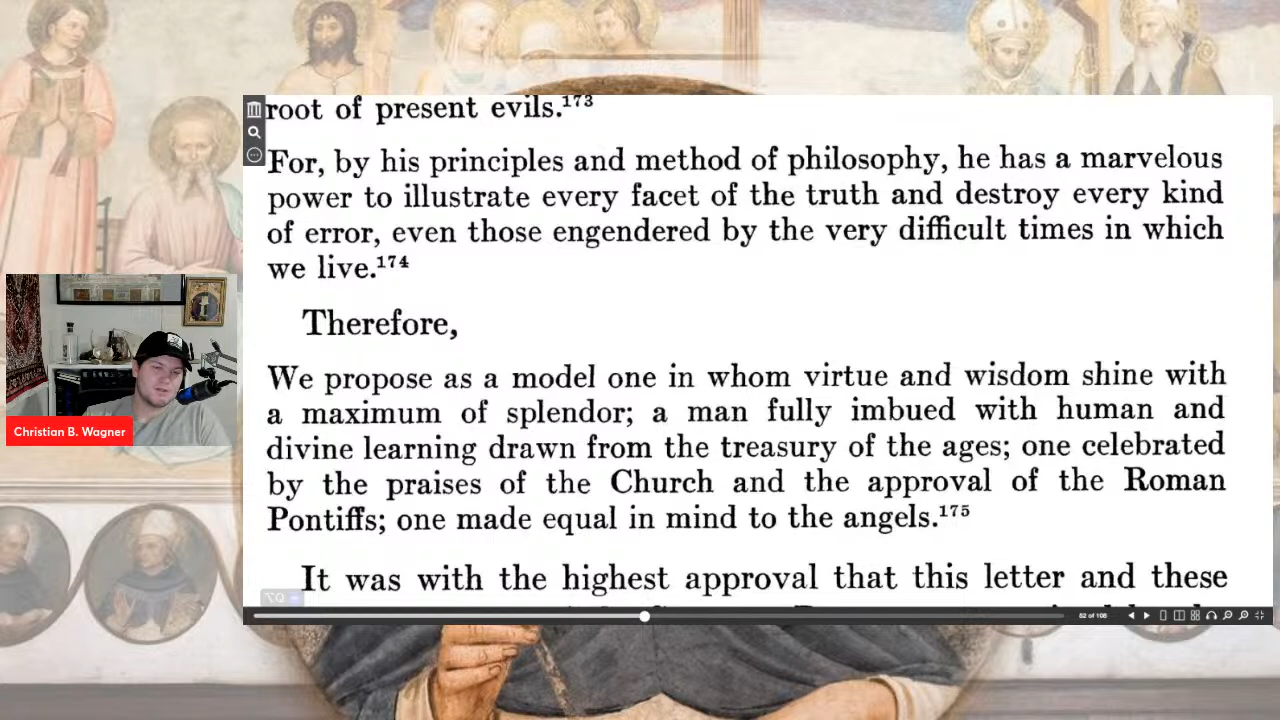 root of present evils.¹⁷³
For, by his principles and method of philosophy, he has a marvelous
power to illustrate every facet of the truth and destroy every kind
of error, even those engendered by the very difficult times in which
we live.¹⁷⁴
Therefore,
We propose as a model one in whom virtue and wisdom shine with
a maximum of splendor; a man fully imbued with human and
divine learning drawn from the treasury of the ages; one celebrated
by the praises of the Church and the approval of the Roman
Pontiffs; one made equal in mind to the angels.¹⁷⁵
It was with the highest approval that this letter and these
Christian B. Wagner
52 of 108